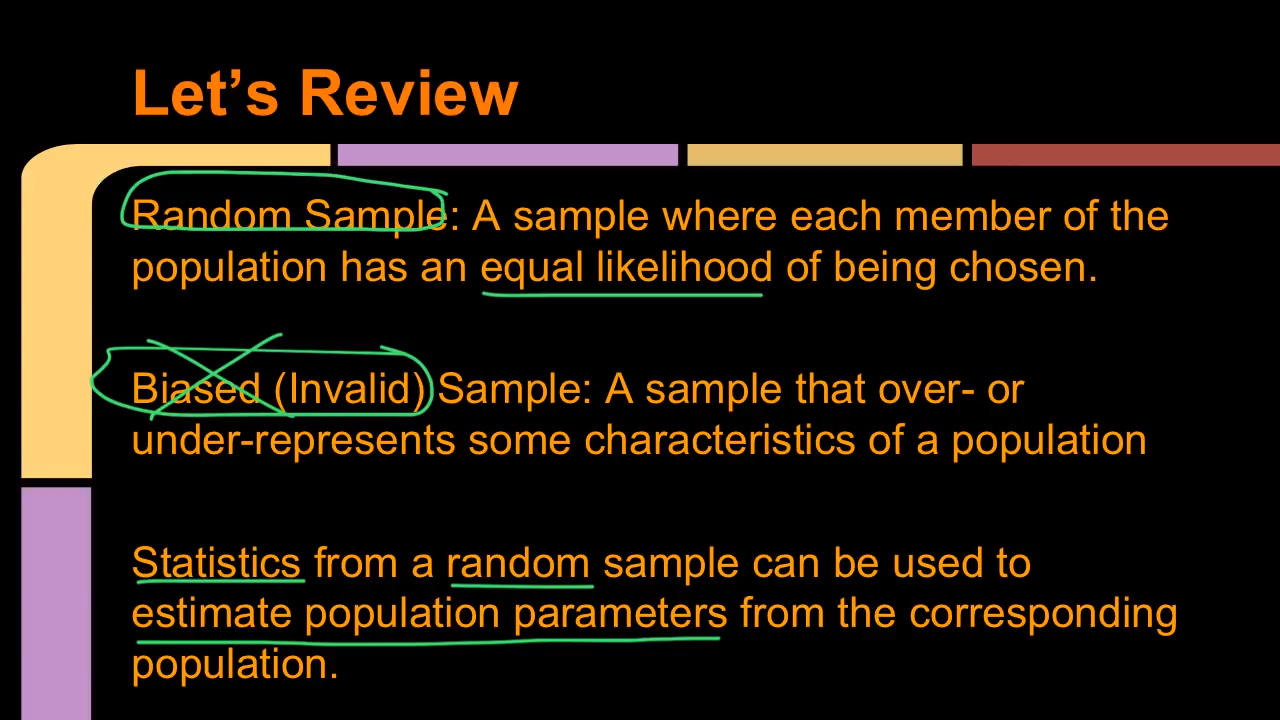 Let’s Review
Random Sample: A sample where each member of the
population has an equal likelihood of being chosen.
Biased (Invalid) Sample: A sample that over- or
under-represents some characteristics of a population
Statistics from a random sample can be used to
estimate population parameters from the corresponding
population.